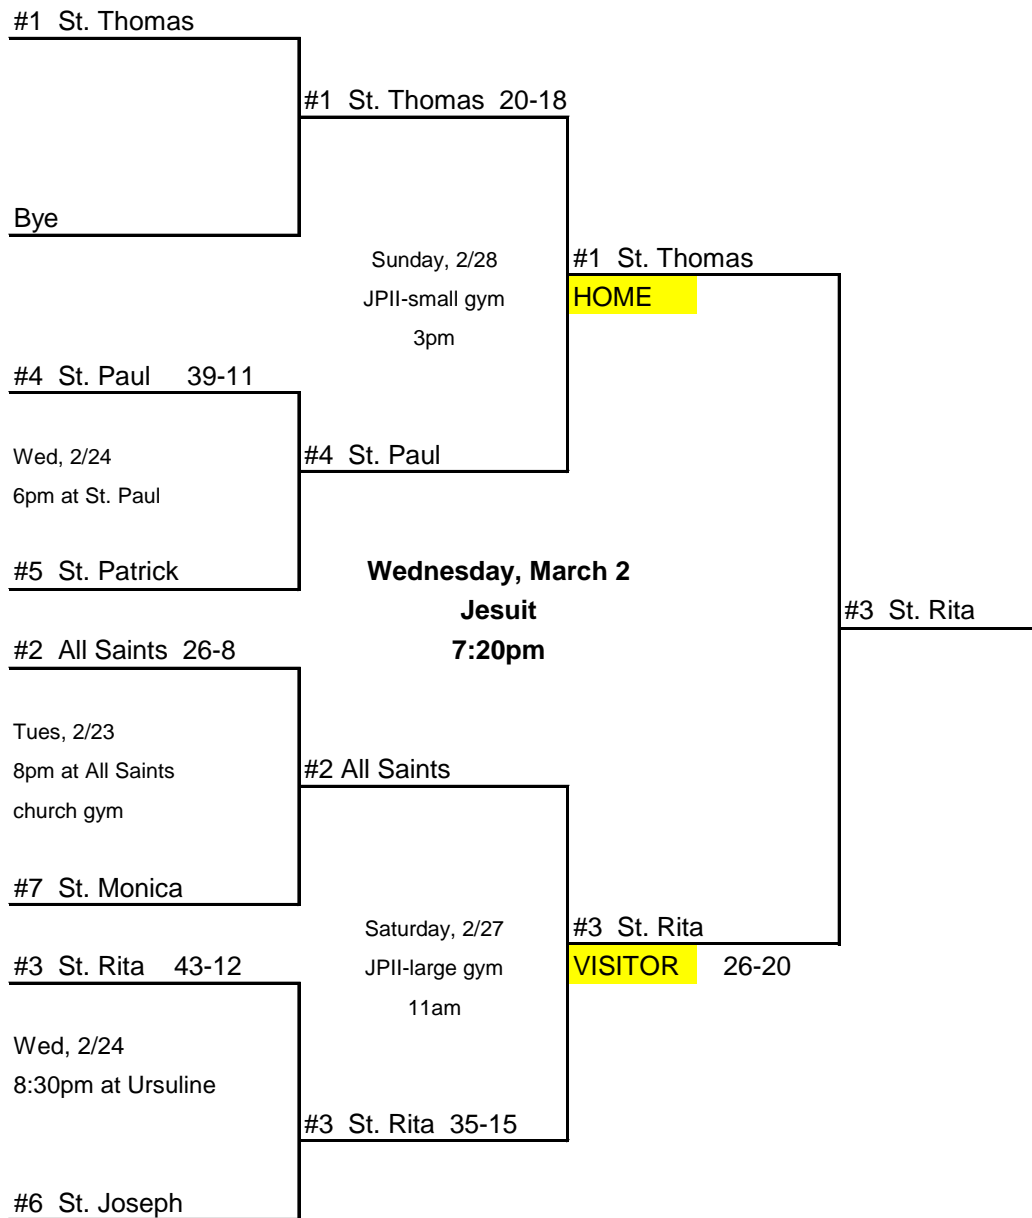 #1 St. Thomas
#1 St. Thomas 20-18
Bye
Sunday, 2/28
JPII-small gym
3pm
#1 St. Thomas
HOME
#4 St. Paul 39-11
Wed, 2/24
6pm at St. Paul
#4 St. Paul
#5 St. Patrick
Wednesday, March 2
Jesuit
7:20pm
#3 St. Rita
#2 All Saints 26-8
Tues, 2/23
8pm at All Saints
church gym
#2 All Saints
#7 St. Monica
Saturday, 2/27
JPII-large gym
11am
#3 St. Rita
VISITOR 26-20
#3 St. Rita 43-12
Wed, 2/24
8:30pm at Ursuline
#3 St. Rita 35-15
#6 St. Joseph